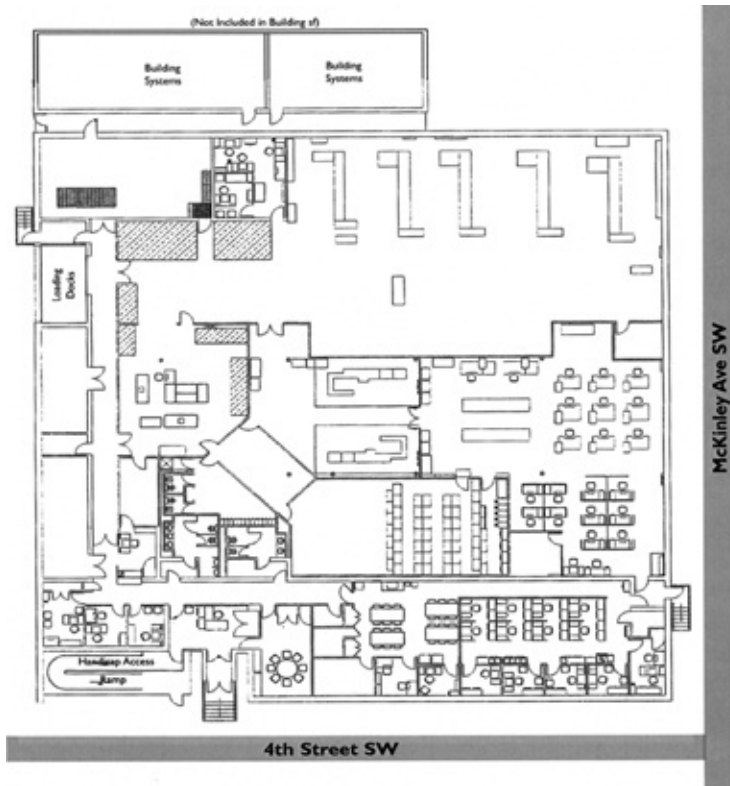 (Not Included in Building sf)
Building
Systems
Building
Systems
Loading
Docks
McKinley Ave SW
Handicap Access
Ramp
4th Street SW